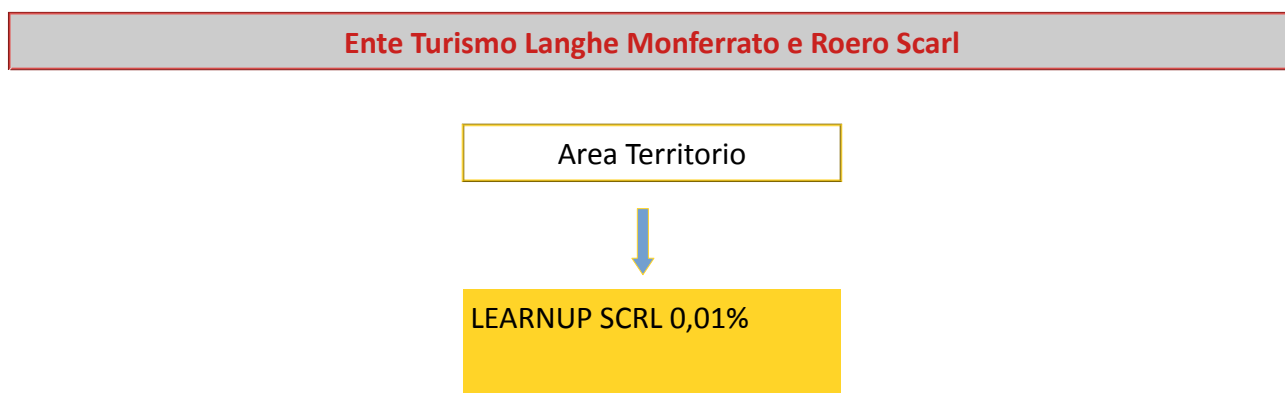 Ente Turismo Langhe Monferrato e Roero Scarl
Area Territorio
LEARNUP SCRL 0,01%